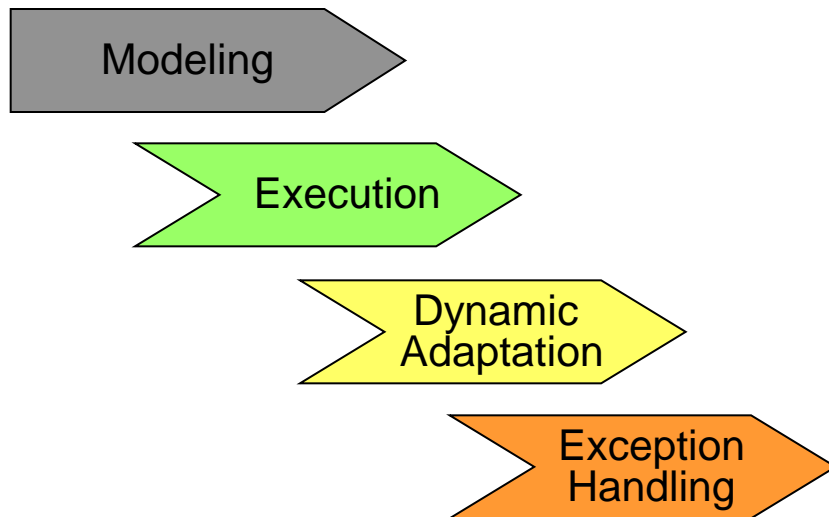 Modeling
Execution
Dynamic
Adaptation
Exception
Handling